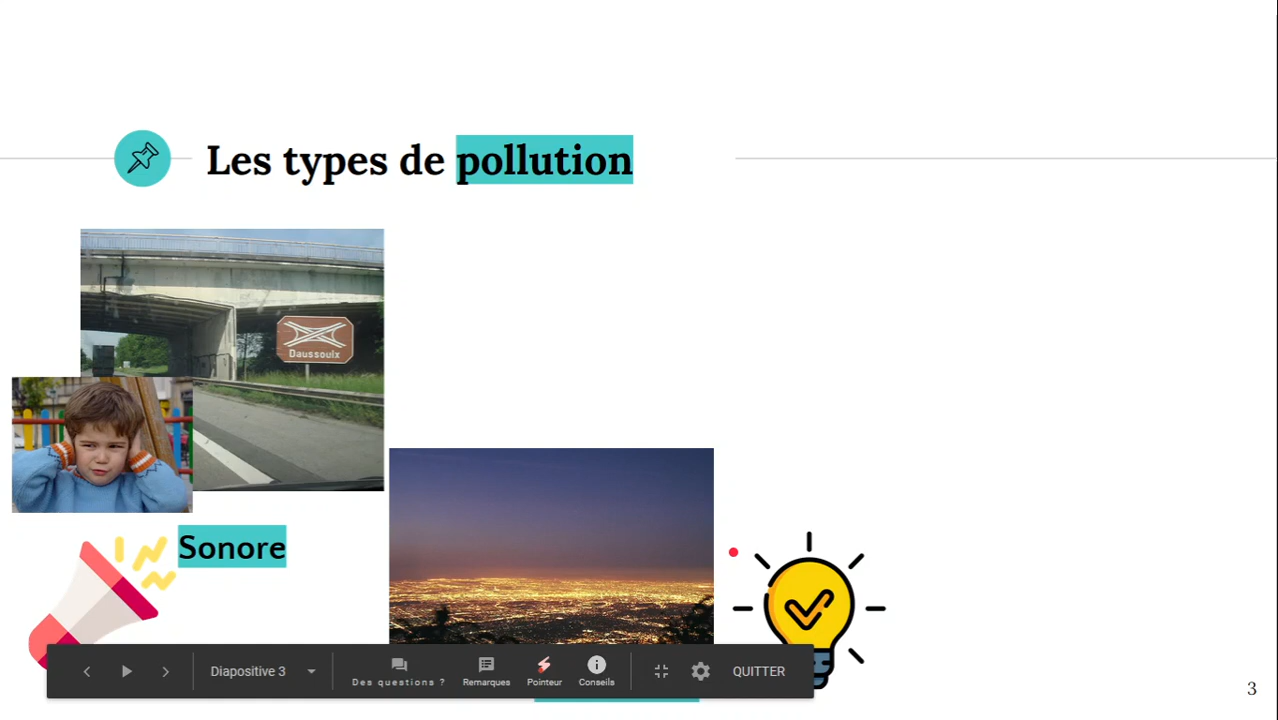 Les types de pollution
Daussoulx
Sonore
Diapositive 3
Des questions ?
Remarques
Pointeur
Conseils
QUITTER
3